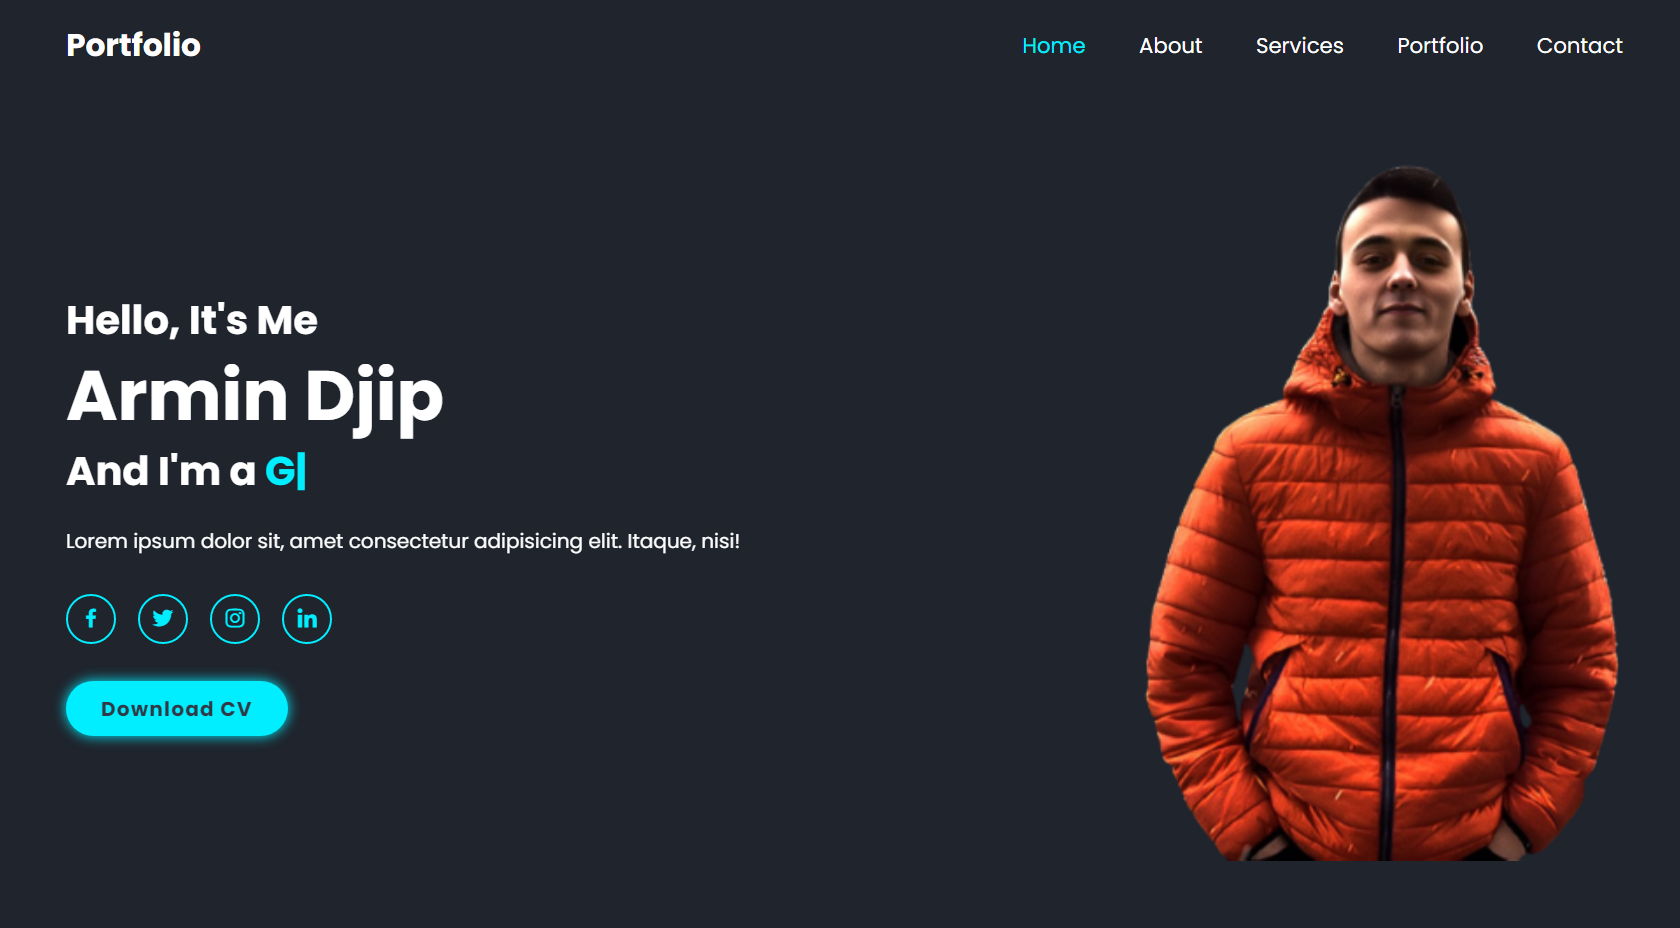 Portfolio
Home About Services Portfolio Contact
Hello, It's Me
Armin Djip
And I'm a G|
Lorem ipsum dolor sit, amet consectetur adipisicing elit. Itaque, nisi!
Download CV